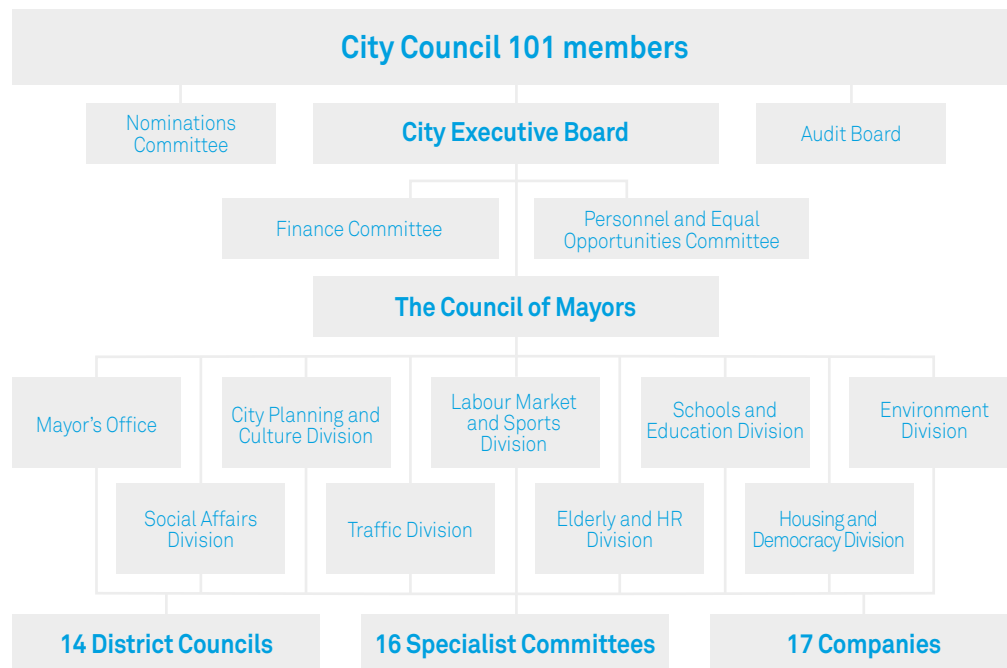 City Council 101 members
Nominations
Committee
City Executive Board
Audit Board
Finance Committee
Personnel and Equal
Opportunities Committee
The Council of Mayors
Mayor's Office
City Planning and
Culture Division
Labour Market
and Sports
Division
Schools and
Education Division
Environment
Division
Social Affairs
Division
Traffic Division
Elderly and HR
Division
Housing and
Democracy Division
14 District Councils
16 Specialist Committees
17 Companies